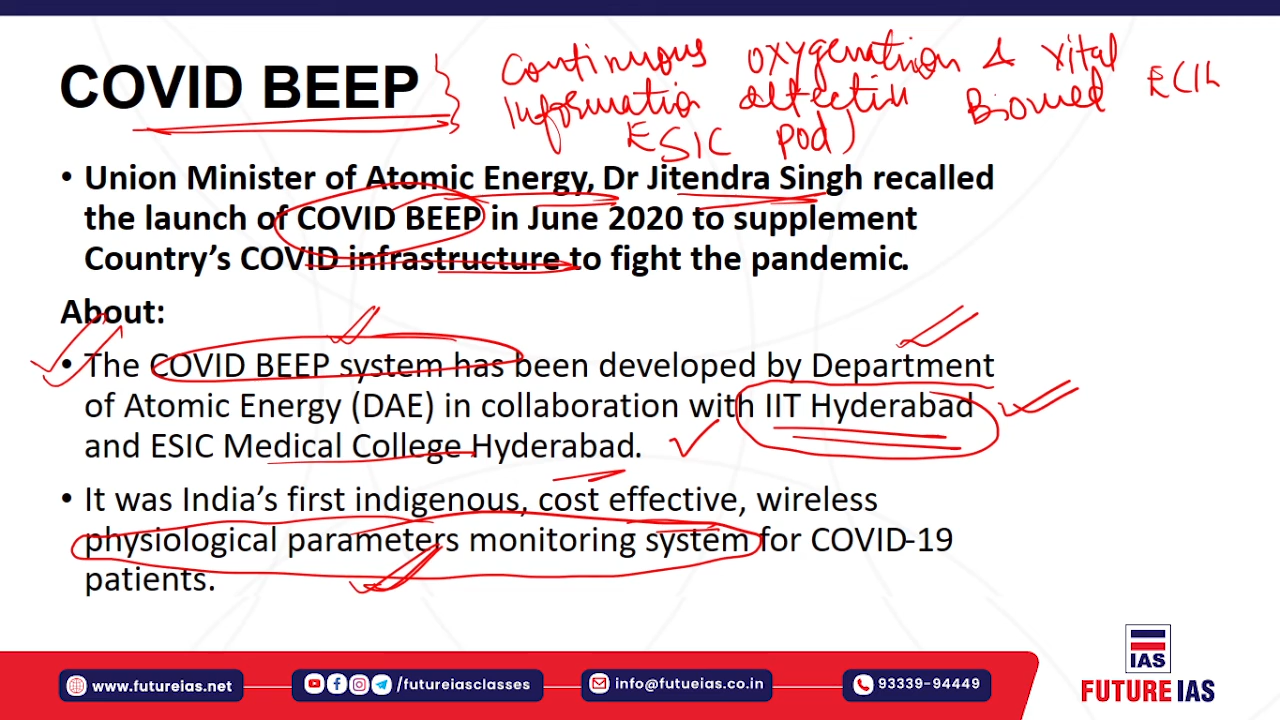 COVID BEEP
Continuous oxygenation & Vital
Information detection Biomed ECIL
ESIC Pod
• Union Minister of Atomic Energy, Dr Jitendra Singh recalled
the launch of COVID BEEP in June 2020 to supplement
Country’s COVID infrastructure to fight the pandemic.
About:
• The COVID BEEP system has been developed by Department
of Atomic Energy (DAE) in collaboration with IIT Hyderabad
and ESIC Medical College Hyderabad.
• It was India’s first indigenous, cost effective, wireless
physiological parameters monitoring system for COVID-19
patients.
IAS
FUTURE IAS
www.futureias.net
/futureiasclasses
info@futueias.co.in
93339-94449